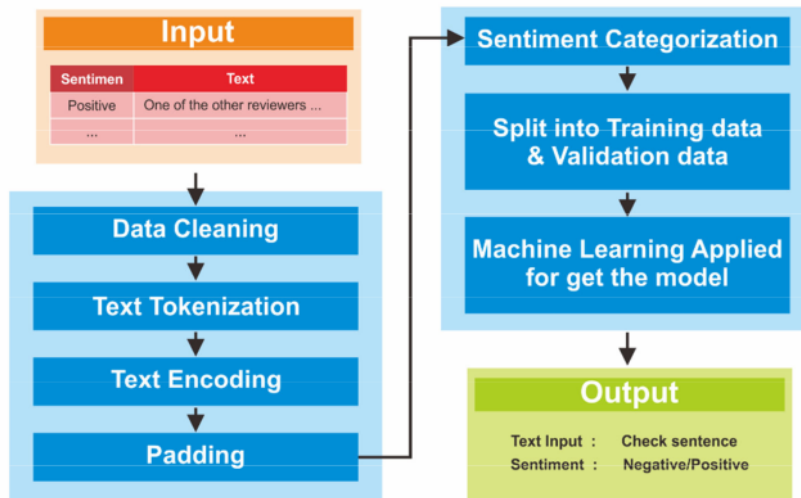 Input
Sentimen Text
Positive One of the other reviewers ...
... ...
Data Cleaning
Text Tokenization
Text Encoding
Padding
Sentiment Categorization
Split into Training data
& Validation data
Machine Learning Applied
for get the model
Output
Text Input : Check sentence
Sentiment : Negative/Positive